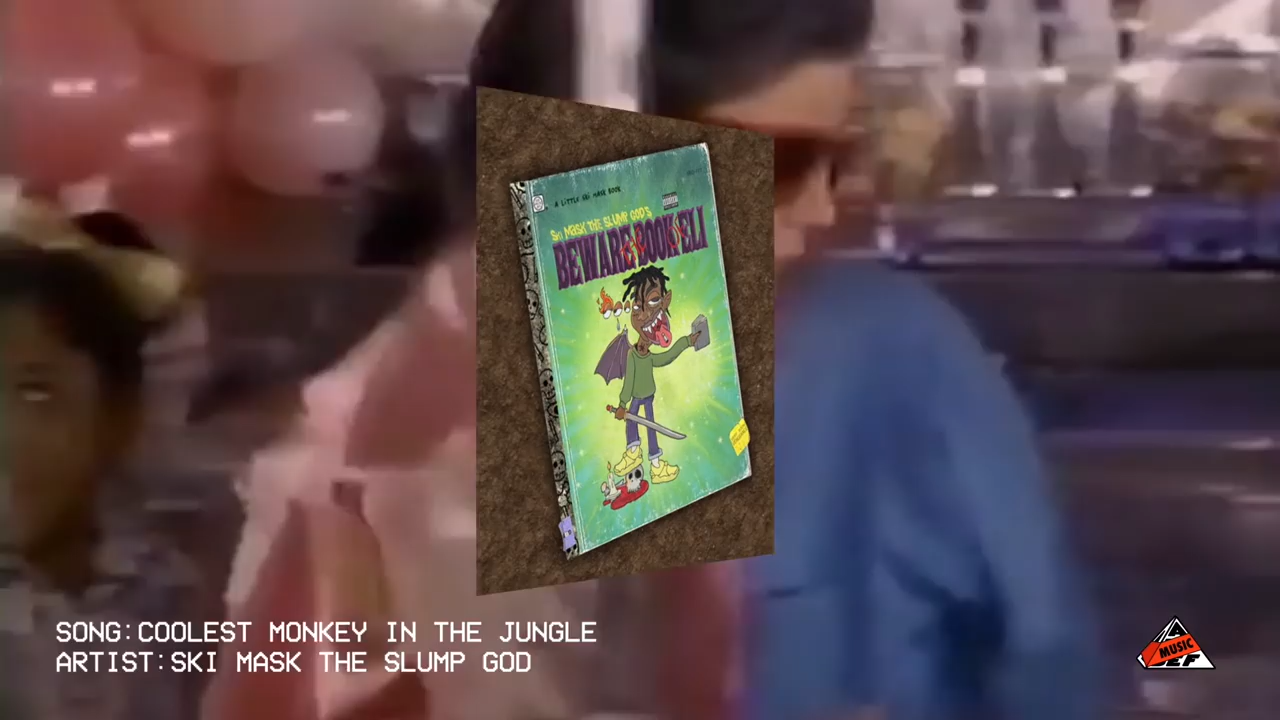 A LITTLE SKI MASK BOOK
SKI MASK THE SLUMP GOD'S
BEWARE THE BOOK OF ELI
SONG:COOLEST MONKEY IN THE JUNGLE
ARTIST:SKI MASK THE SLUMP GOD
MUSIC